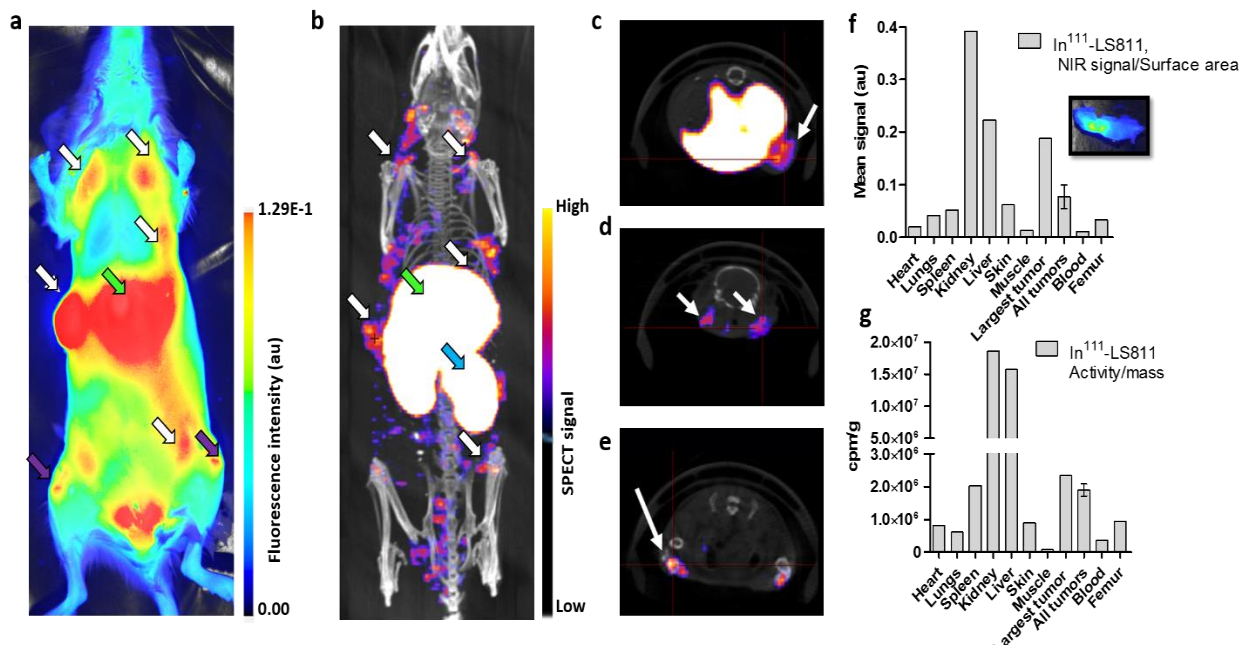 a
1.29E-1
Fluorescence intensity (au)
0.00
b
High
SPECT signal
Low
c
d
e
f
In111-LS811,
NIR signal/Surface area
Mean signal (au)
0.4
0.3
0.2
0.1
0.0
Heart
Lungs
Spleen
Kidney
Liver
Skin
Muscle
Largest tumor
All tumors
Blood
Femur
g
In111-LS811
Activity/mass
cpm/g
2.0×10⁷
1.5×10⁷
1.0×10⁷
5.0×10⁶
3.0×10⁶
2.0×10⁶
1.0×10⁶
0
Heart
Lungs
Spleen
Kidney
Liver
Skin
Muscle
Largest tumor
All tumors
Blood
Femur